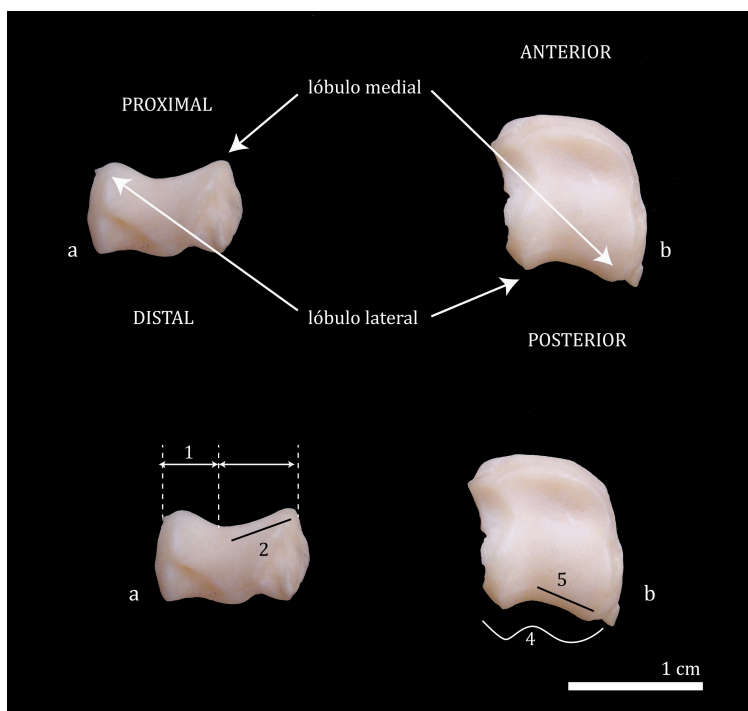 ANTERIOR
lóbulo medial
PROXIMAL
a
b
DISTAL
lóbulo lateral
POSTERIOR
1
2
5
a
b
4
1 cm